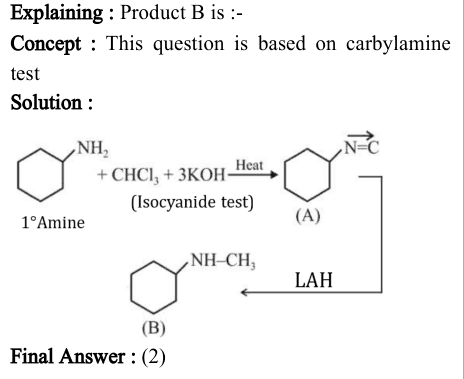 Explaining : Product B is :-
Concept : This question is based on carbylamine
test
Solution :
NH₂
+ CHCl₃ + 3KOH
Heat
N=C
(Isocyanide test)
1°Amine
(A)
NH–CH₃
LAH
(B)
Final Answer : (2)